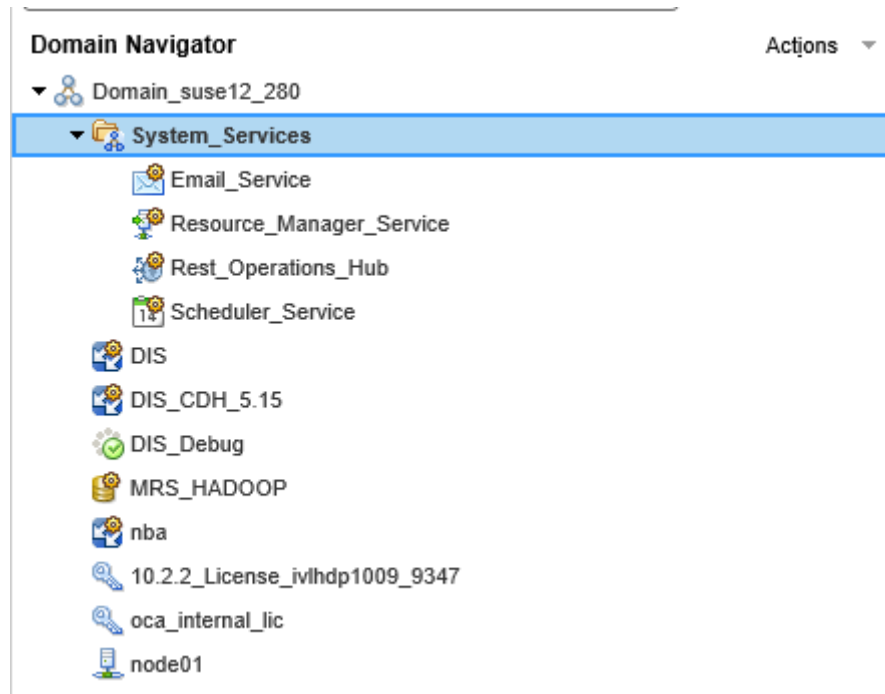 Domain Navigator Actions
Domain_suse12_280
System_Services
Email_Service
Resource_Manager_Service
Rest_Operations_Hub
14 Scheduler_Service
DIS
DIS_CDH_5.15
DIS_Debug
MRS_HADOOP
nba
10.2.2_License_ivlhdp1009_9347
oca_internal_lic
node01